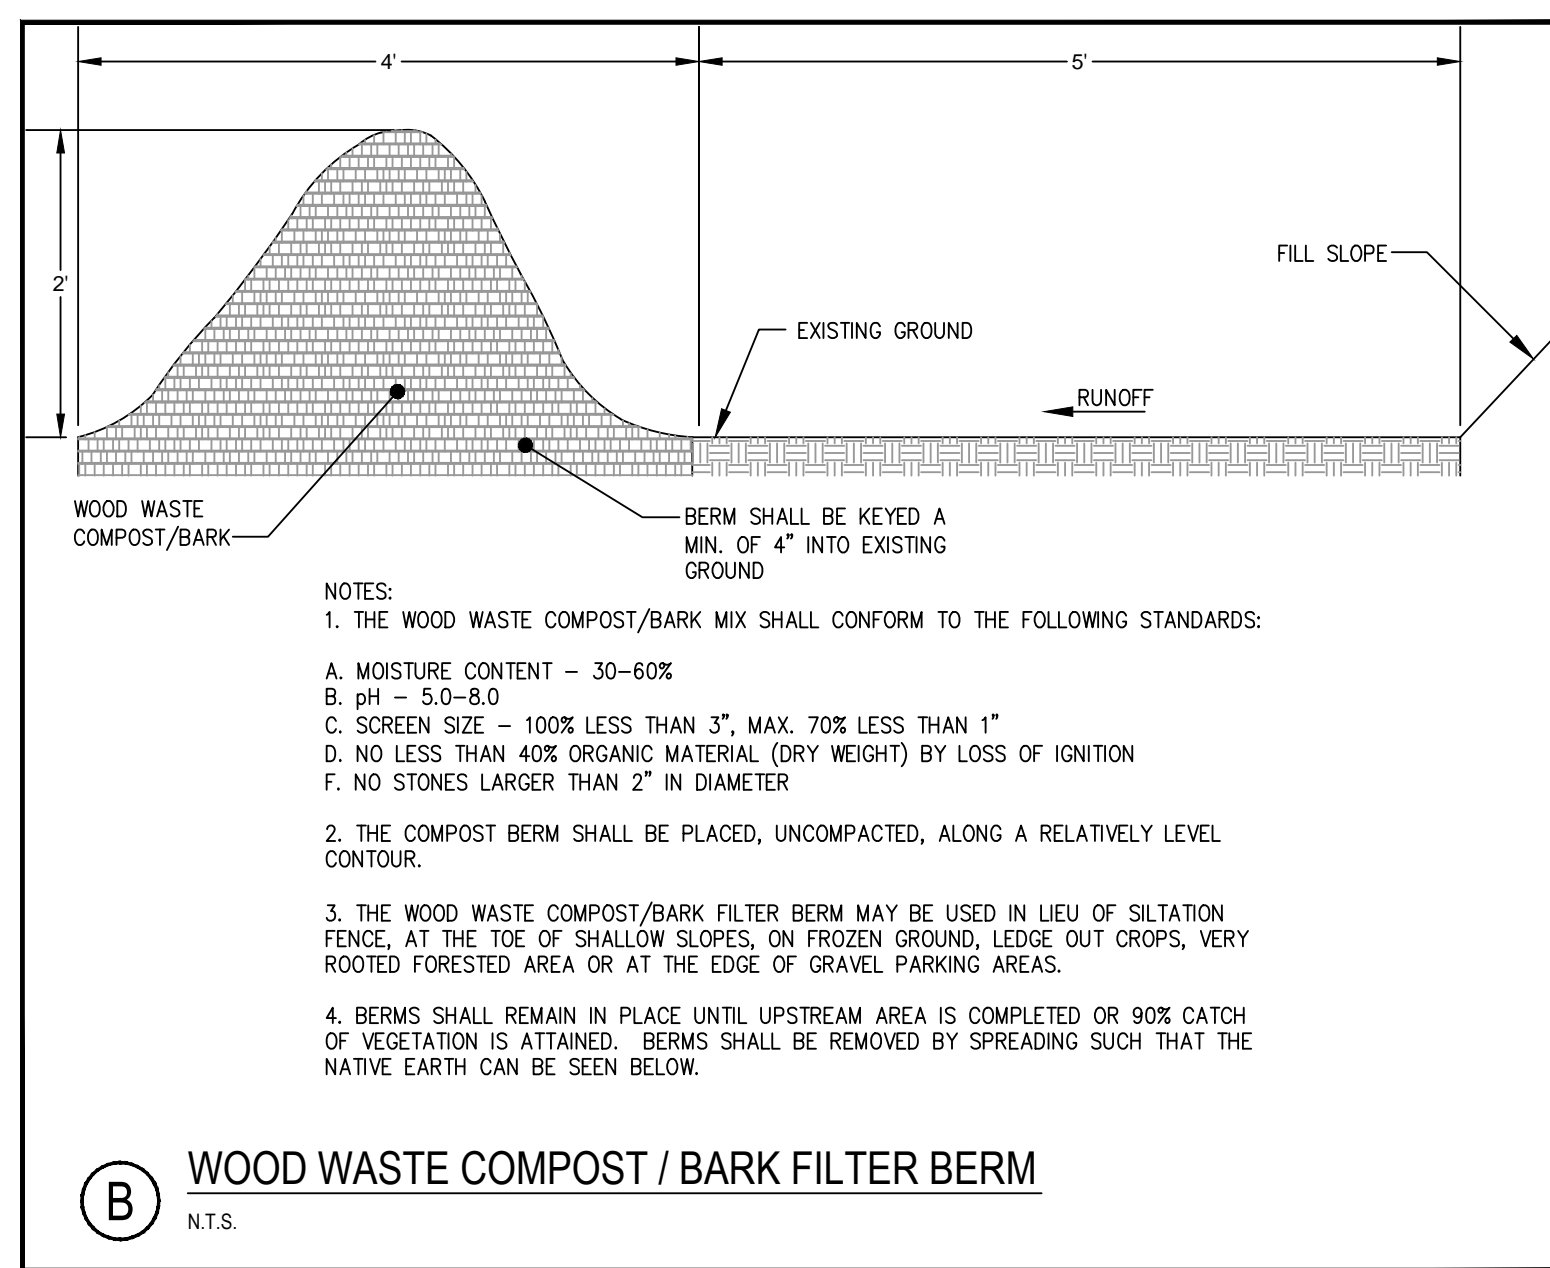 4'
5'
2'
FILL SLOPE
EXISTING GROUND
RUNOFF
WOOD WASTE
COMPOST/BARK
BERM SHALL BE KEYED A
MIN. OF 4" INTO EXISTING
GROUND
NOTES:
1. THE WOOD WASTE COMPOST/BARK MIX SHALL CONFORM TO THE FOLLOWING STANDARDS:
A. MOISTURE CONTENT – 30–60%
B. pH – 5.0–8.0
C. SCREEN SIZE – 100% LESS THAN 3", MAX. 70% LESS THAN 1"
D. NO LESS THAN 40% ORGANIC MATERIAL (DRY WEIGHT) BY LOSS OF IGNITION
F. NO STONES LARGER THAN 2" IN DIAMETER
2. THE COMPOST BERM SHALL BE PLACED, UNCOMPACTED, ALONG A RELATIVELY LEVEL
CONTOUR.
3. THE WOOD WASTE COMPOST/BARK FILTER BERM MAY BE USED IN LIEU OF SILTATION
FENCE, AT THE TOE OF SHALLOW SLOPES, ON FROZEN GROUND, LEDGE OUT CROPS, VERY
ROOTED FORESTED AREA OR AT THE EDGE OF GRAVEL PARKING AREAS.
4. BERMS SHALL REMAIN IN PLACE UNTIL UPSTREAM AREA IS COMPLETED OR 90% CATCH
OF VEGETATION IS ATTAINED. BERMS SHALL BE REMOVED BY SPREADING SUCH THAT THE
NATIVE EARTH CAN BE SEEN BELOW.
B
WOOD WASTE COMPOST / BARK FILTER BERM
N.T.S.